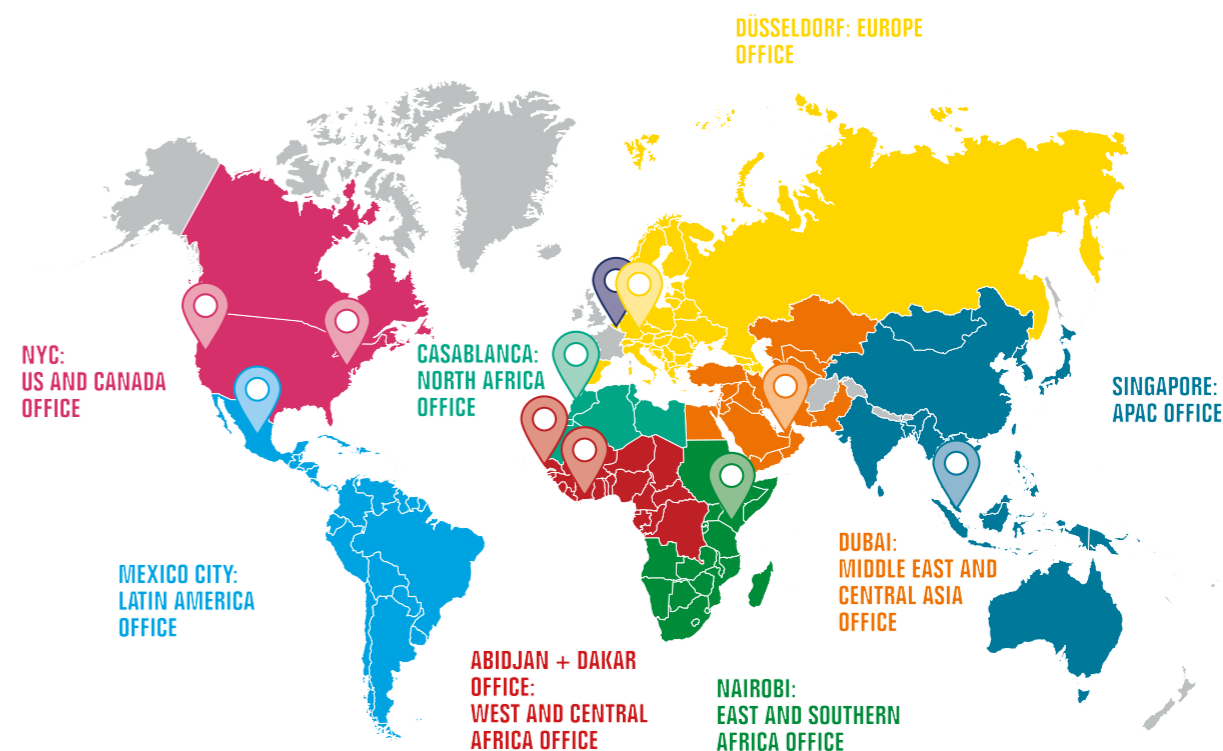 DÜSSELDORF: EUROPE
OFFICE
NYC:
US AND CANADA
OFFICE
CASABLANCA:
NORTH AFRICA
OFFICE
SINGAPORE:
APAC OFFICE
MEXICO CITY:
LATIN AMERICA
OFFICE
DUBAI:
MIDDLE EAST AND
CENTRAL ASIA
OFFICE
ABIDJAN + DAKAR
OFFICE:
WEST AND CENTRAL
AFRICA OFFICE
NAIROBI:
EAST AND SOUTHERN
AFRICA OFFICE